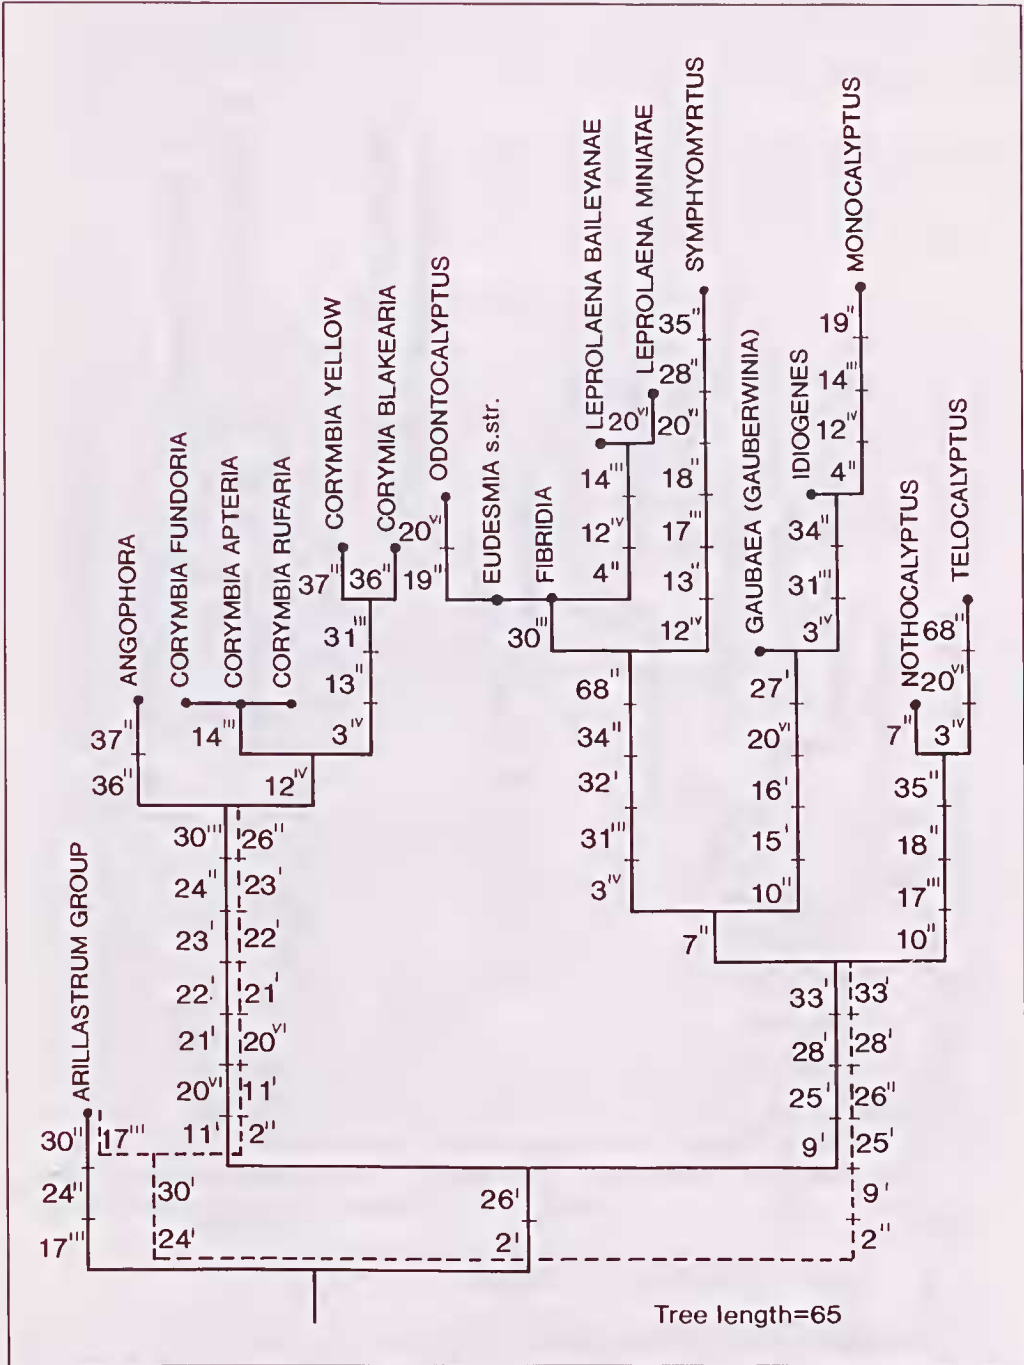 ARILLASTRUM GROUP
ANGOPHORA
CORYMBIA FUNDORIA
CORYMBIA APTERIA
CORYMBIA RUFARIA
CORYMBIA YELLOW
CORYMIA BLAKEARIA
ODONTOCALYPTUS
EUDESMIA s.str.
FIBRIDIA
LEPROLAENA BAILEYANAE
LEPROLAENA MINIATAE
SYMPHYOMYRTUS
GAUBAEA (GAUBERWINIA)
IDIOGENES
MONOCALYPTUS
NOTHOCALYPTUS
TELOCALYPTUS
30'' 17'''
24''
17'''
30'
24'
37''
36''
14'''
12^IV
37'' 36''
31'''
13''
3^IV
30''' 26''
24'' 23'
23' 22'
22' 21'
21' 20^VI
20^VI 11'
11' 2''
26'
2'
20^VI
19''
30'''
20^VI 20^VI
14'''
12^IV
4''
35''
28''
18''
17'''
13''
12^IV
68''
34''
32'
31'''
3^IV
7''
27'
20^VI
16'
15'
10''
19''
14'''
12^IV
4''
34''
31'''
3^IV
68''
20^VI
7'' 3^IV
35''
18''
17'''
10''
33' 33'
28' 28'
25' 26''
9' 25'
9'
2''
Tree length=65